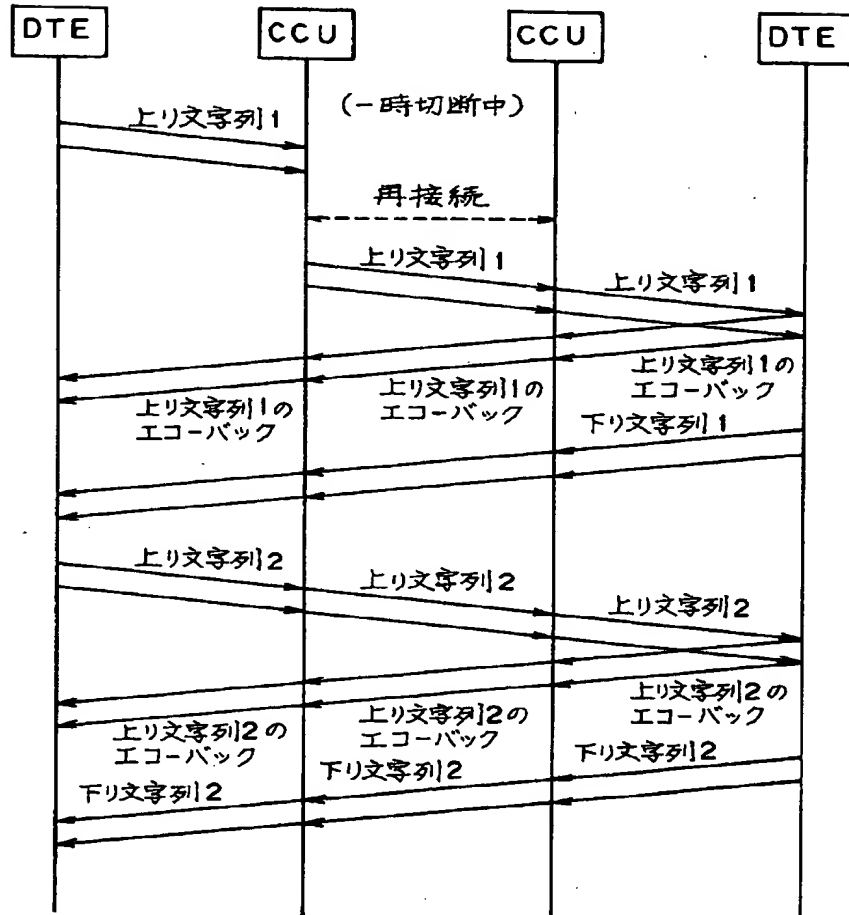 DTE
CCU
CCU
DTE
上り文字列1
(一時切断中)
再接続
上り文字列1
上り文字列1
上り文字列1の
エコーバック
上り文字列1の
エコーバック
上り文字列1の
エコーバック
下り文字列1
上り文字列2
上り文字列2
上り文字列2
上り文字列2の
エコーバック
上り文字列2の
エコーバック
上り文字列2の
エコーバック
下り文字列2
下り文字列2
下り文字列2